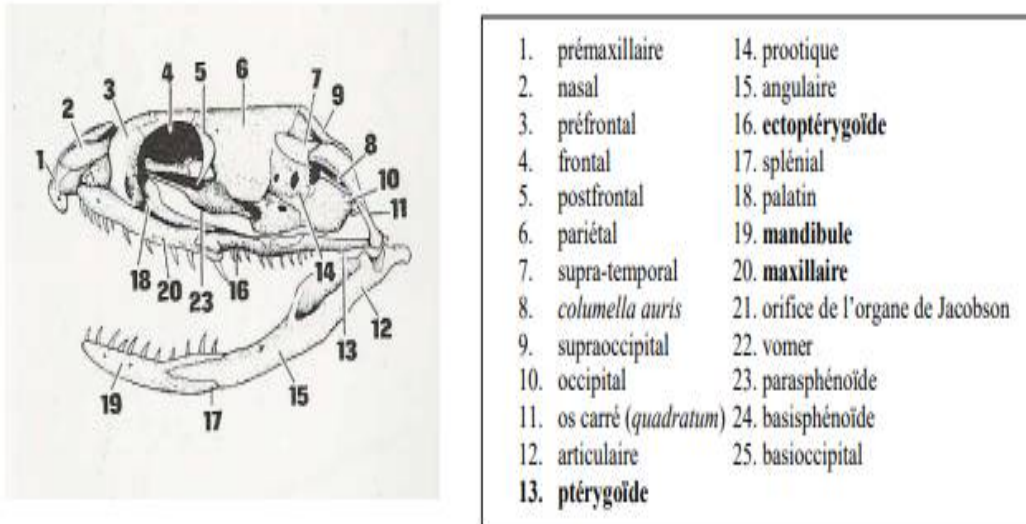 4 5 6 7 9
3
2
8
1
10
11
18 20 16 23 14
12
13
15
19
17
1. prémaxillaire
2. nasal
3. préfrontal
4. frontal
5. postfrontal
6. pariétal
7. supra-temporal
8. columella auris
9. supraoccipital
10. occipital
11. os carré (quadratum)
12. articulaire
13. ptérygoïde
14. prootique
15. angulaire
16. ectoptérygoïde
17. splénial
18. palatin
19. mandibule
20. maxillaire
21. orifice de l'organe de Jacobson
22. vomer
23. parasphénoïde
24. basisphénoïde
25. basioccipital